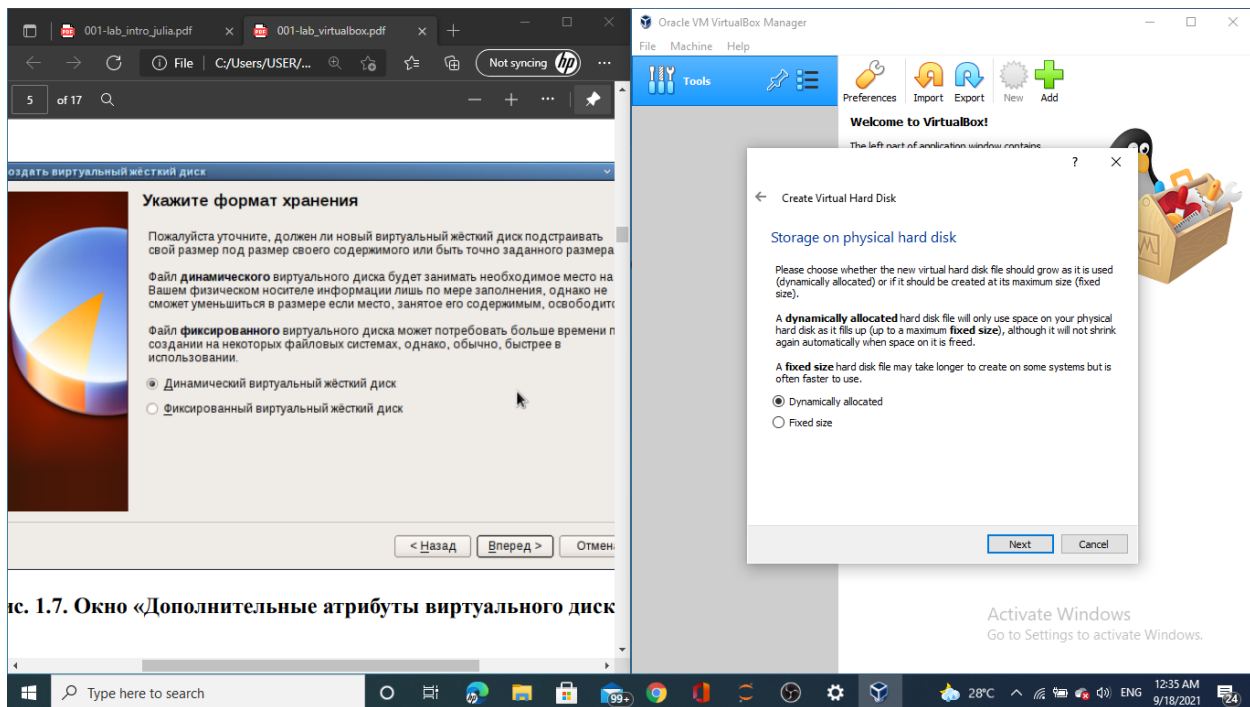 001-lab_intro_julia.pdf
001-lab_virtualbox.pdf
File C:/Users/USER/...
Not syncing
5 of 17
оздать виртуальный жёсткий диск
Укажите формат хранения
Пожалуйста уточните, должен ли новый виртуальный жёсткий диск подстраивать
свой размер под размер своего содержимого или быть точно заданного размера
Файл динамического виртуального диска будет занимать необходимое место на
Вашем физическом носителе информации лишь по мере заполнения, однако не
сможет уменьшиться в размере если место, занятое его содержимым, освободитс
Файл фиксированного виртуального диска может потребовать больше времени п
создании на некоторых файловых системах, однако, обычно, быстрее в
использовании.
Динамический виртуальный жёсткий диск
Фиксированный виртуальный жёсткий диск
< Назад
Вперед >
Отмен
ис. 1.7. Окно «Дополнительные атрибуты виртуального диск
Oracle VM VirtualBox Manager
File Machine Help
Tools
Preferences Import Export New Add
Welcome to VirtualBox!
The left part of application window contains
?
Create Virtual Hard Disk
Storage on physical hard disk
Please choose whether the new virtual hard disk file should grow as it is used
(dynamically allocated) or if it should be created at its maximum size (fixed
size).
A dynamically allocated hard disk file will only use space on your physical
hard disk as it fills up (up to a maximum fixed size), although it will not shrink
again automatically when space on it is freed.
A fixed size hard disk file may take longer to create on some systems but is
often faster to use.
Dynamically allocated
Fixed size
Next
Cancel
Activate Windows
Go to Settings to activate Windows.
Type here to search
99+
28°C
ENG
12:35 AM
9/18/2021
24